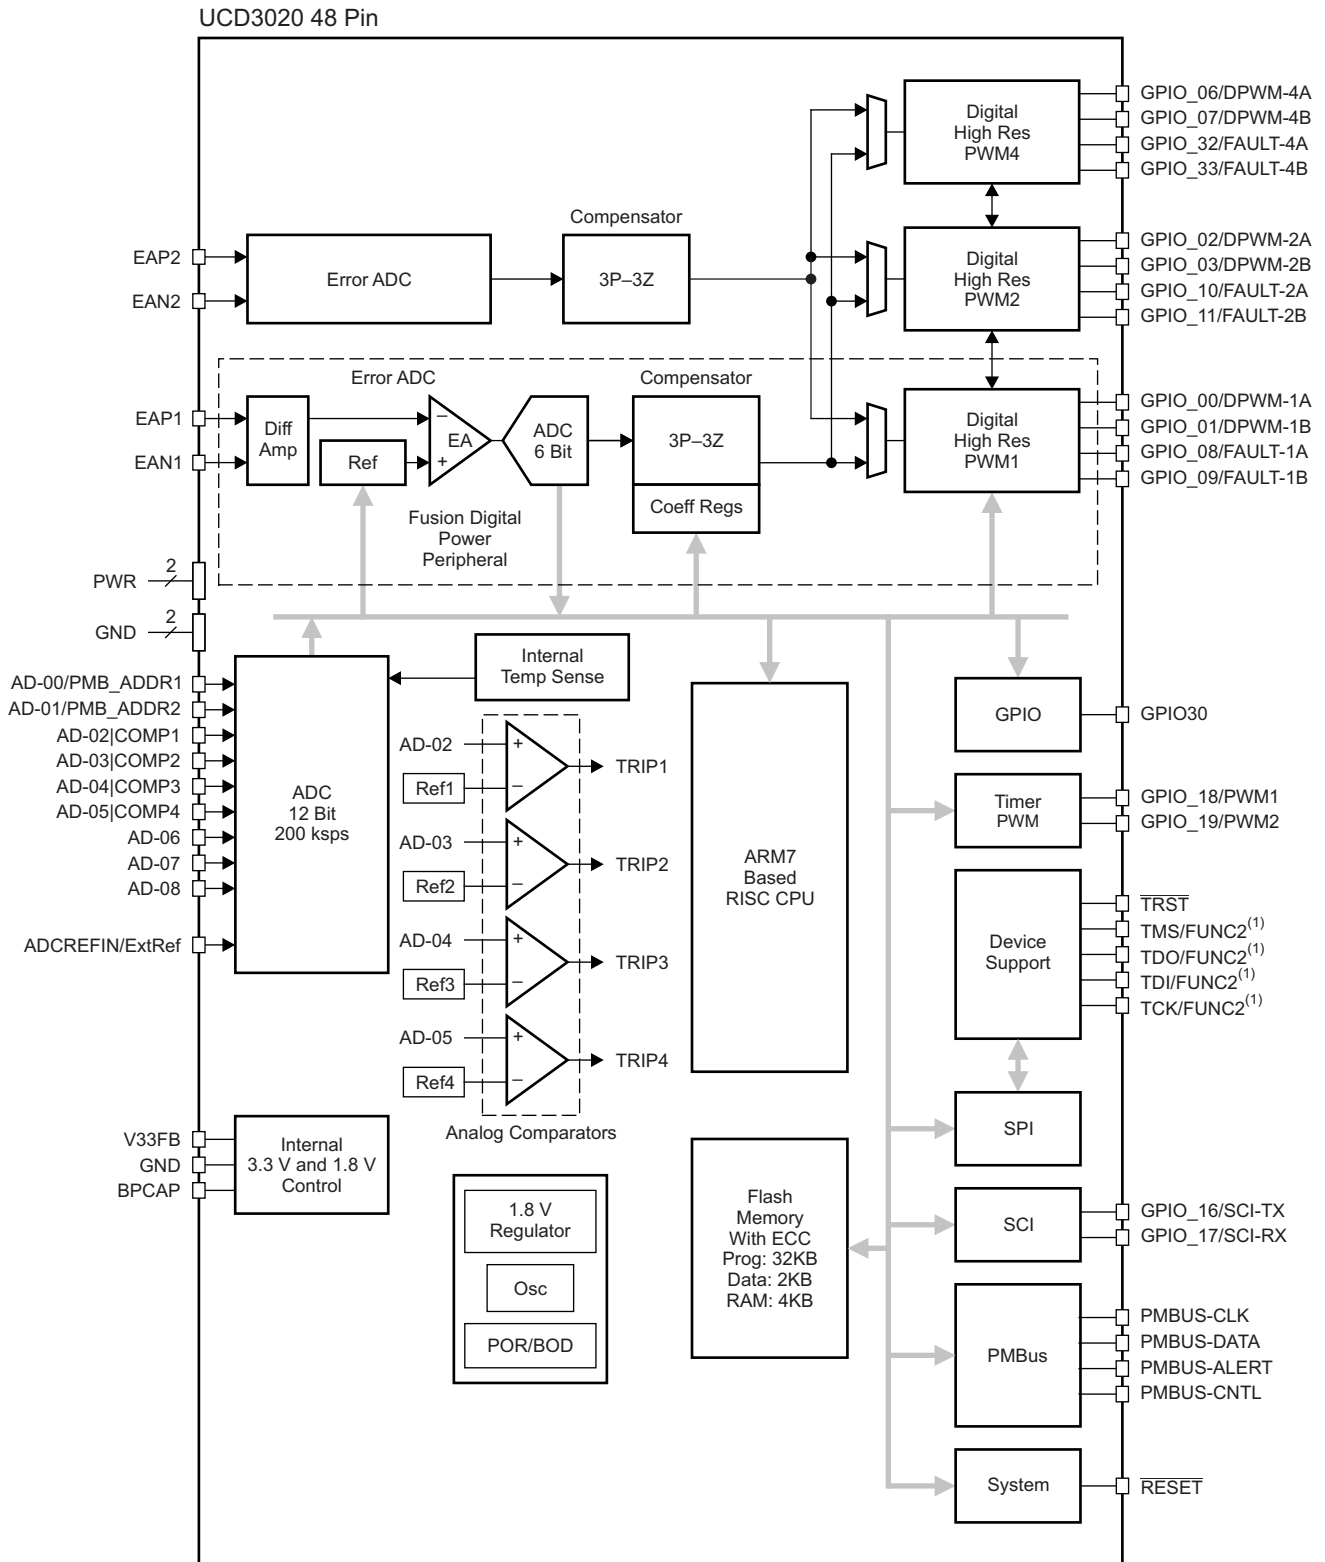 UCD3020 48 Pin
Digital
High Res
PWM4
GPIO_06/DPWM-4A
GPIO_07/DPWM-4B
GPIO_32/FAULT-4A
GPIO_33/FAULT-4B
Compensator
EAP2
EAN2
Error ADC
3P–3Z
Digital
High Res
PWM2
GPIO_02/DPWM-2A
GPIO_03/DPWM-2B
GPIO_10/FAULT-2A
GPIO_11/FAULT-2B
Error ADC
Compensator
EAP1
EAN1
Diff
Amp
Ref
−
EA
+
ADC
6 Bit
3P–3Z
Coeff Regs
Digital
High Res
PWM1
GPIO_00/DPWM-1A
GPIO_01/DPWM-1B
GPIO_08/FAULT-1A
GPIO_09/FAULT-1B
Fusion Digital
Power
Peripheral
PWR
2
GND
2
AD-00/PMB_ADDR1
AD-01/PMB_ADDR2
AD-02|COMP1
AD-03|COMP2
AD-04|COMP3
AD-05|COMP4
AD-06
AD-07
AD-08
ADCREFIN/ExtRef
ADC
12 Bit
200 ksps
Internal
Temp Sense
AD-02
+
Ref1
−
TRIP1
AD-03
+
Ref2
−
TRIP2
AD-04
+
Ref3
−
TRIP3
AD-05
+
Ref4
−
TRIP4
Analog Comparators
ARM7
Based
RISC CPU
GPIO
GPIO30
Timer
PWM
GPIO_18/PWM1
GPIO_19/PWM2
Device
Support
TRST
TMS/FUNC2(1)
TDO/FUNC2(1)
TDI/FUNC2(1)
TCK/FUNC2(1)
SPI
V33FB
GND
BPCAP
Internal
3.3 V and 1.8 V
Control
1.8 V
Regulator
Osc
POR/BOD
Flash
Memory
With ECC
Prog: 32KB
Data: 2KB
RAM: 4KB
SCI
GPIO_16/SCI-TX
GPIO_17/SCI-RX
PMBus
PMBUS-CLK
PMBUS-DATA
PMBUS-ALERT
PMBUS-CNTL
System
RESET